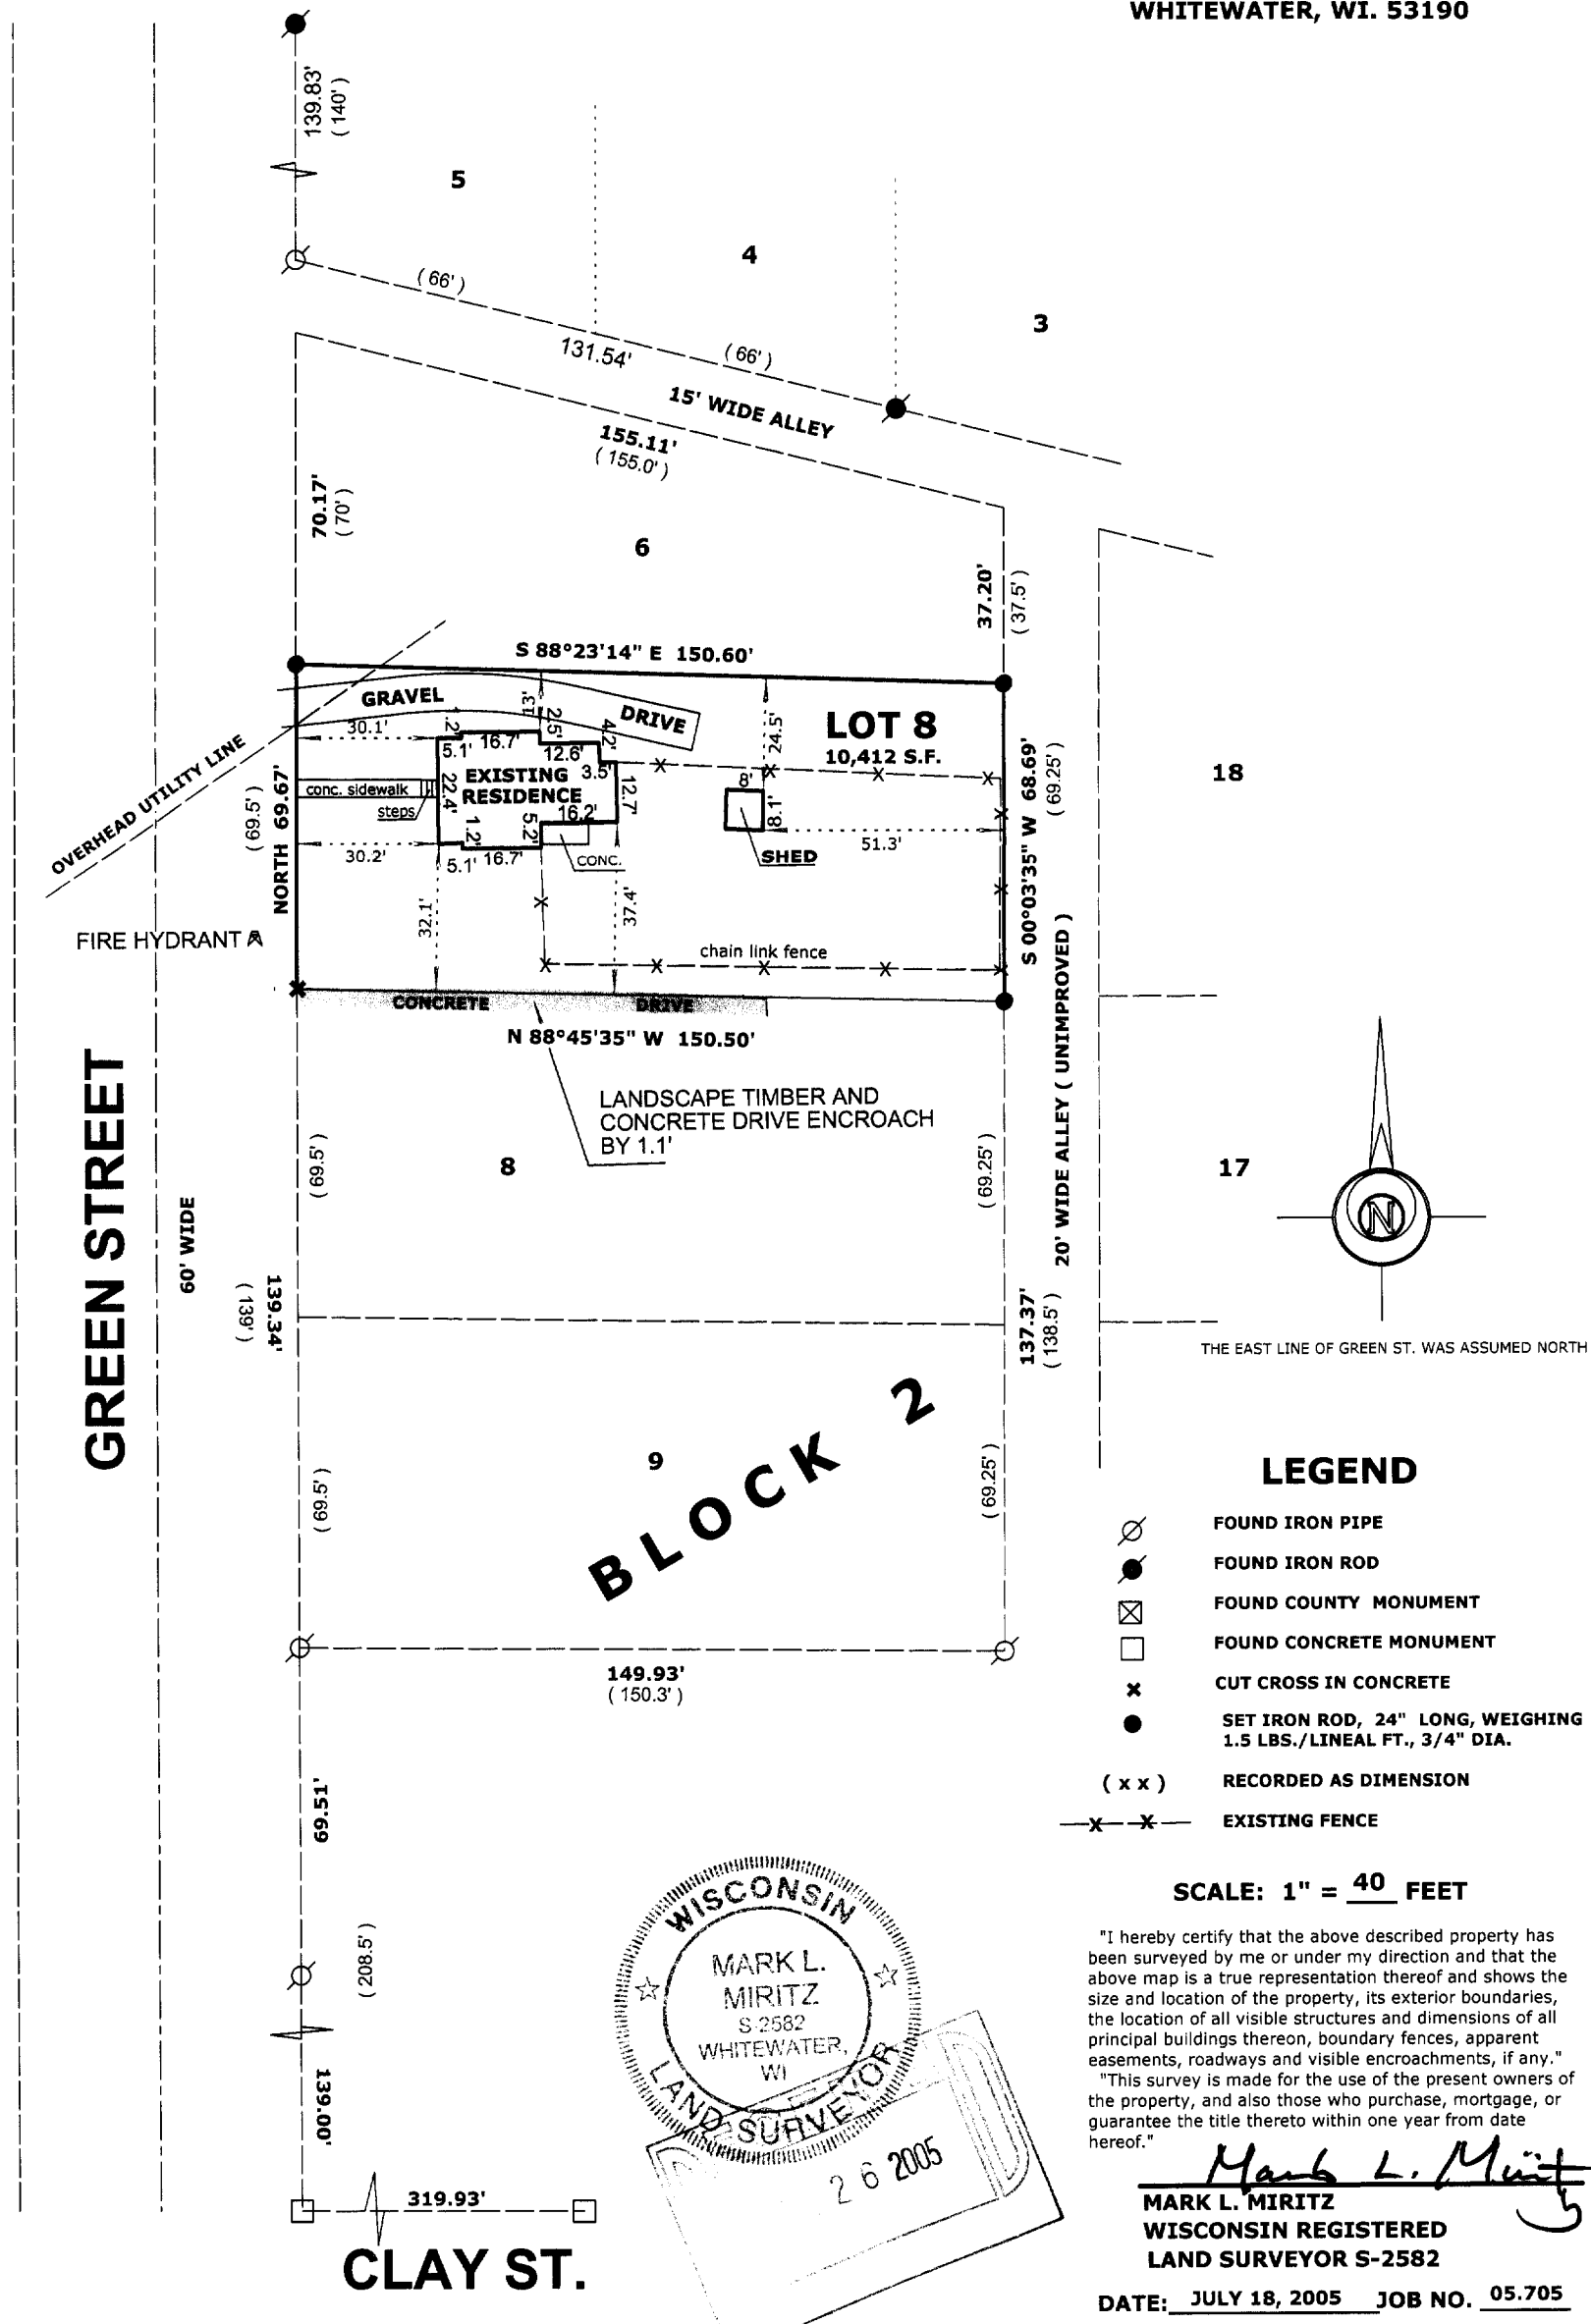 WHITEWATER, WI. 53190
139.83'
( 140' )
5
4
3
( 66' )
131.54'
( 66' )
15' WIDE ALLEY
155.11'
( 155.0' )
70.17'
( 70' )
6
37.20'
( 37.5' )
S 88°23'14" E 150.60'
GRAVEL
DRIVE
13'
30.1'
5.1'
16.7'
2.5'
12.6'
4.2'
3.5'
24.5'
LOT 8
10,412 S.F.
EXISTING
RESIDENCE
conc. sidewalk
steps
22.4'
12.7'
16.2'
8'
8.1'
1.2'
5.2'
30.2'
5.1'
16.7'
CONC.
SHED
51.3'
32.1'
37.4'
chain link fence
OVERHEAD UTILITY LINE
( 69.5' )
NORTH 69.67'
S 00°03'35" W 68.69'
( 69.25' )
18
FIRE HYDRANT
CONCRETE
DRIVE
N 88°45'35" W 150.50'
LANDSCAPE TIMBER AND
CONCRETE DRIVE ENCROACH
BY 1.1'
20' WIDE ALLEY ( UNIMPROVED )
GREEN STREET
60' WIDE
( 69.5' )
8
( 69.25' )
17
N
139.34'
( 139' )
137.37'
( 138.5' )
THE EAST LINE OF GREEN ST. WAS ASSUMED NORTH
BLOCK 2
9
( 69.5' )
( 69.25' )
149.93'
( 150.3' )
LEGEND
FOUND IRON PIPE
FOUND IRON ROD
FOUND COUNTY MONUMENT
FOUND CONCRETE MONUMENT
CUT CROSS IN CONCRETE
SET IRON ROD, 24" LONG, WEIGHING
1.5 LBS./LINEAL FT., 3/4" DIA.
( x x ) RECORDED AS DIMENSION
EXISTING FENCE
SCALE: 1" = 40 FEET
69.51'
( 208.5' )
139.00'
319.93'
CLAY ST.
WISCONSIN
MARK L.
MIRITZ
S-2582
WHITEWATER,
WI
LAND SURVEYOR
26 2005
"I hereby certify that the above described property has
been surveyed by me or under my direction and that the
above map is a true representation thereof and shows the
size and location of the property, its exterior boundaries,
the location of all visible structures and dimensions of all
principal buildings thereon, boundary fences, apparent
easements, roadways and visible encroachments, if any."
"This survey is made for the use of the present owners of
the property, and also those who purchase, mortgage, or
guarantee the title thereto within one year from date
hereof."
Mark L. Miritz
MARK L. MIRITZ
WISCONSIN REGISTERED
LAND SURVEYOR S-2582
DATE: JULY 18, 2005 JOB NO. 05.705